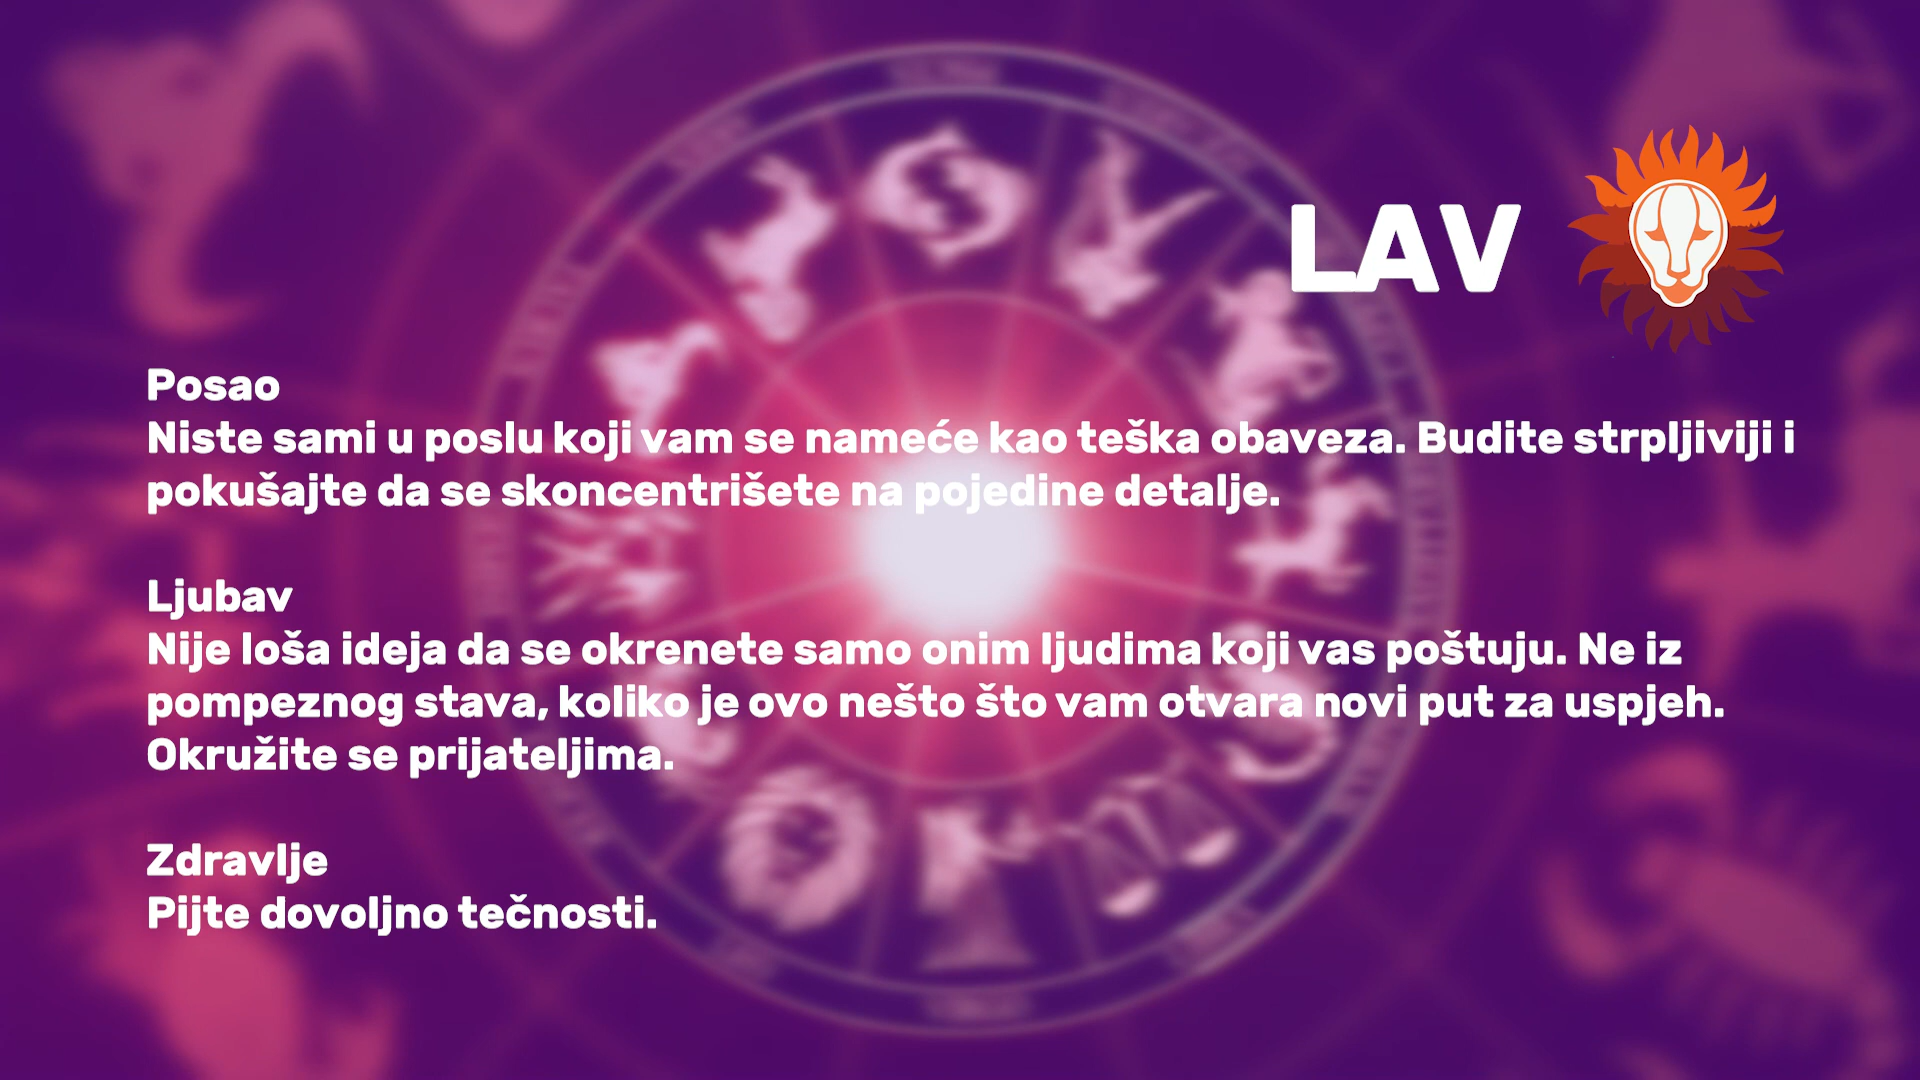 LAV
Posao
Niste sami u poslu koji vam se nameće kao teška obaveza. Budite strpljiviji i
pokušajte da se skoncentrišete na pojedine detalje.
Ljubav
Nije loša ideja da se okrenete samo onim ljudima koji vas poštuju. Ne iz
pompeznog stava, koliko je ovo nešto što vam otvara novi put za uspjeh.
Okružite se prijateljima.
Zdravlje
Pijte dovoljno tečnosti.